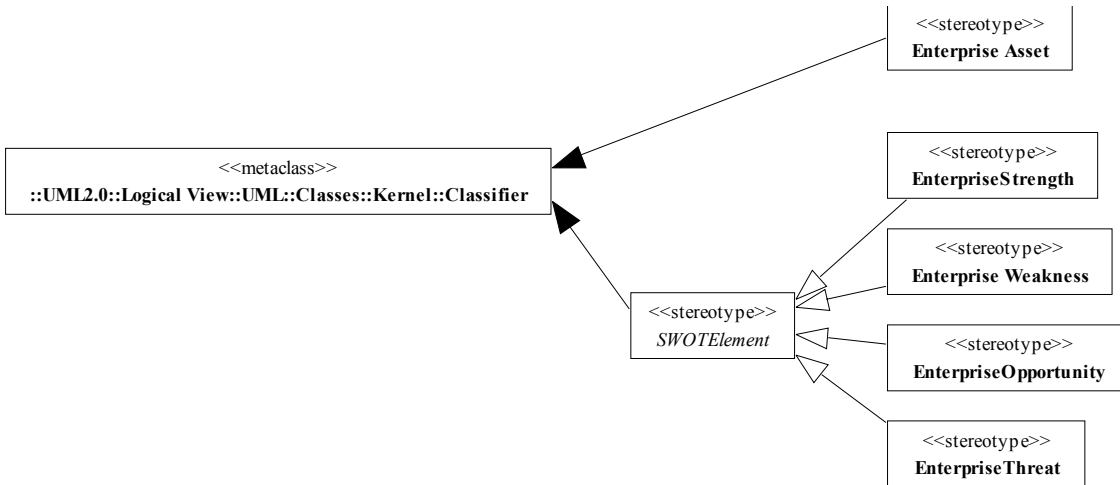 <<stereotype>>
Enterprise Asset
<<metaclass>>
::UML2.0::Logical View::UML::Classes::Kernel::Classifier
<<stereotype>>
EnterpriseStrength
<<stereotype>>
Enterprise Weakness
<<stereotype>>
SWOTElement
<<stereotype>>
EnterpriseOpportunity
<<stereotype>>
EnterpriseThreat